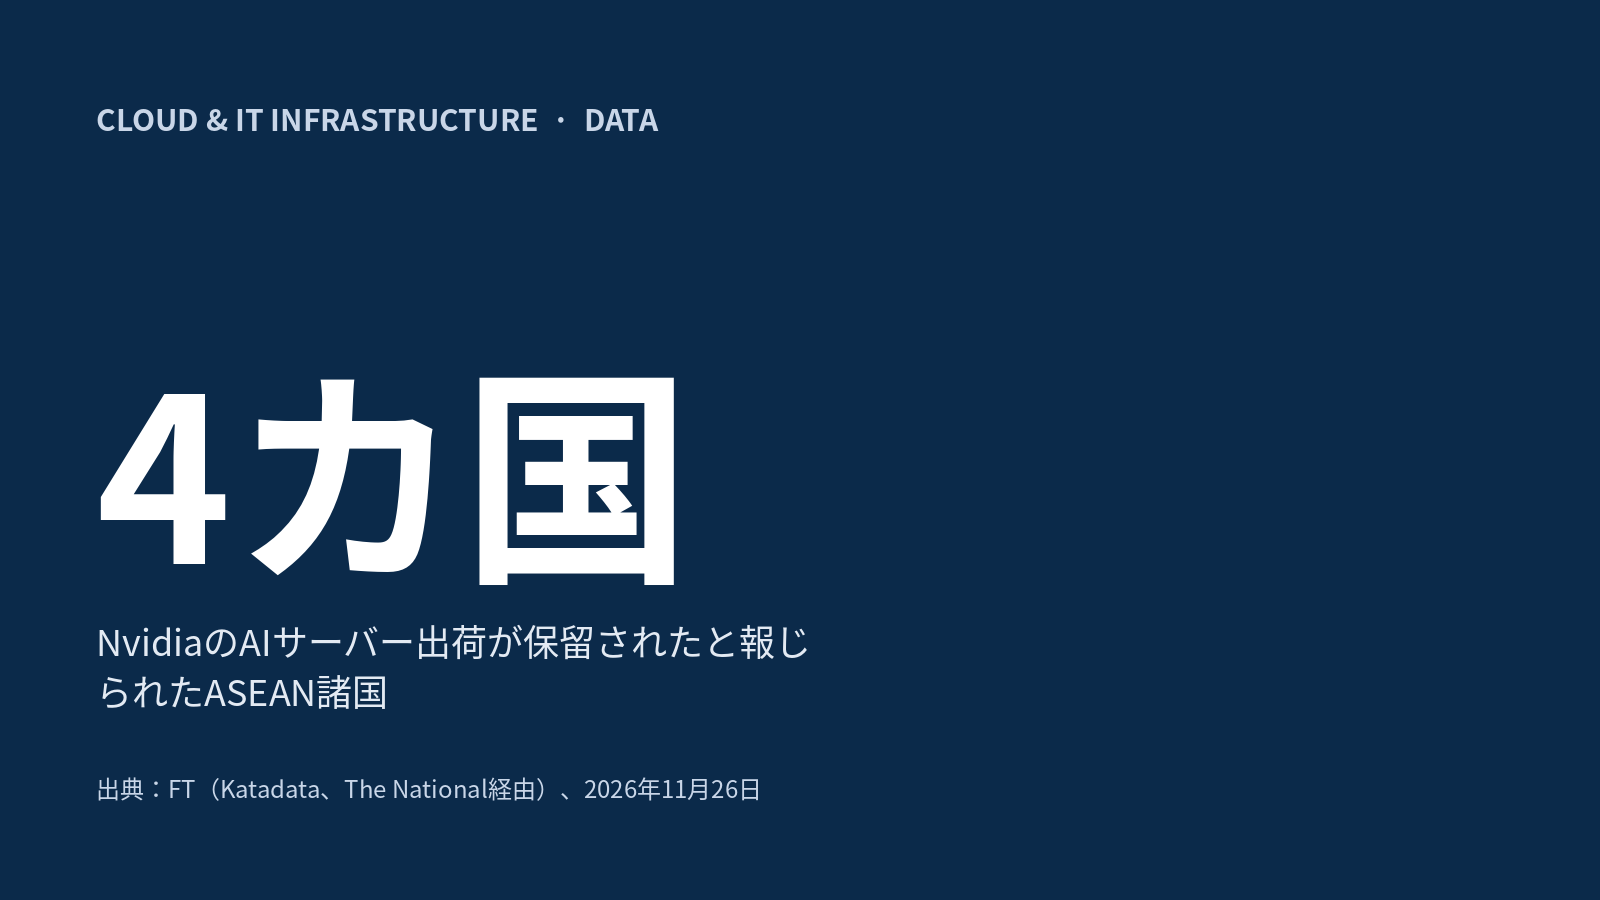 CLOUD & IT INFRASTRUCTURE · DATA
4カ国
NvidiaのAIサーバー出荷が保留されたと報じ
られたASEAN諸国
出典：FT（Katadata、The National経由）、2026年11月26日